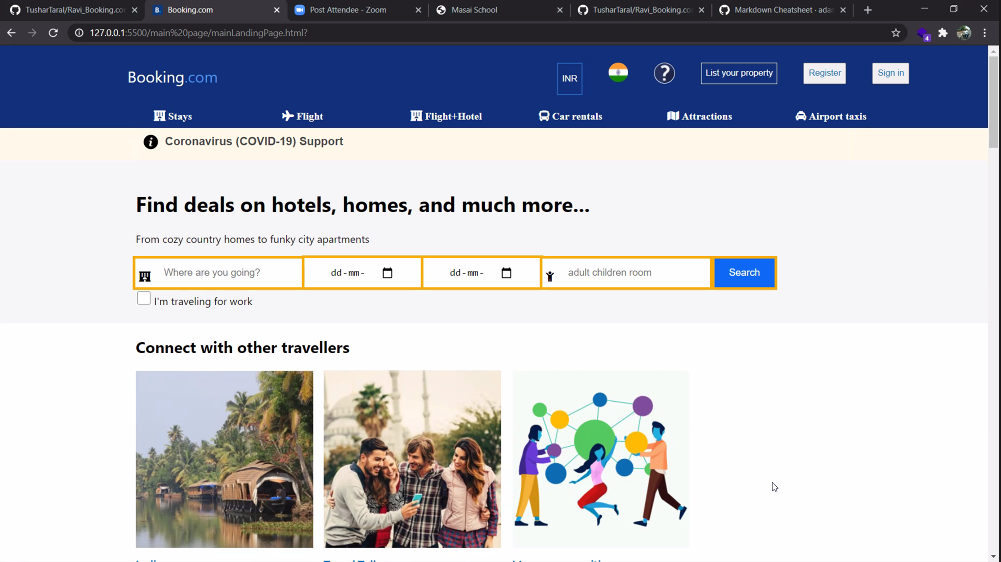 TusharTaral/Ravi_Booking.co
Booking.com
Post Attendee - Zoom
Masai School
TusharTaral/Ravi_Booking.co
Markdown Cheatsheet · ada
127.0.0.1:5500/main%20page/mainLandingPage.html?
4
Booking.com
INR
?
List your property
Register
Sign in
Stays
Flight
Flight+Hotel
Car rentals
Attractions
Airport taxis
Coronavirus (COVID-19) Support
Find deals on hotels, homes, and much more...
From cozy country homes to funky city apartments
Where are you going?
dd-mm-
dd-mm-
adult children room
Search
I'm traveling for work
Connect with other travellers